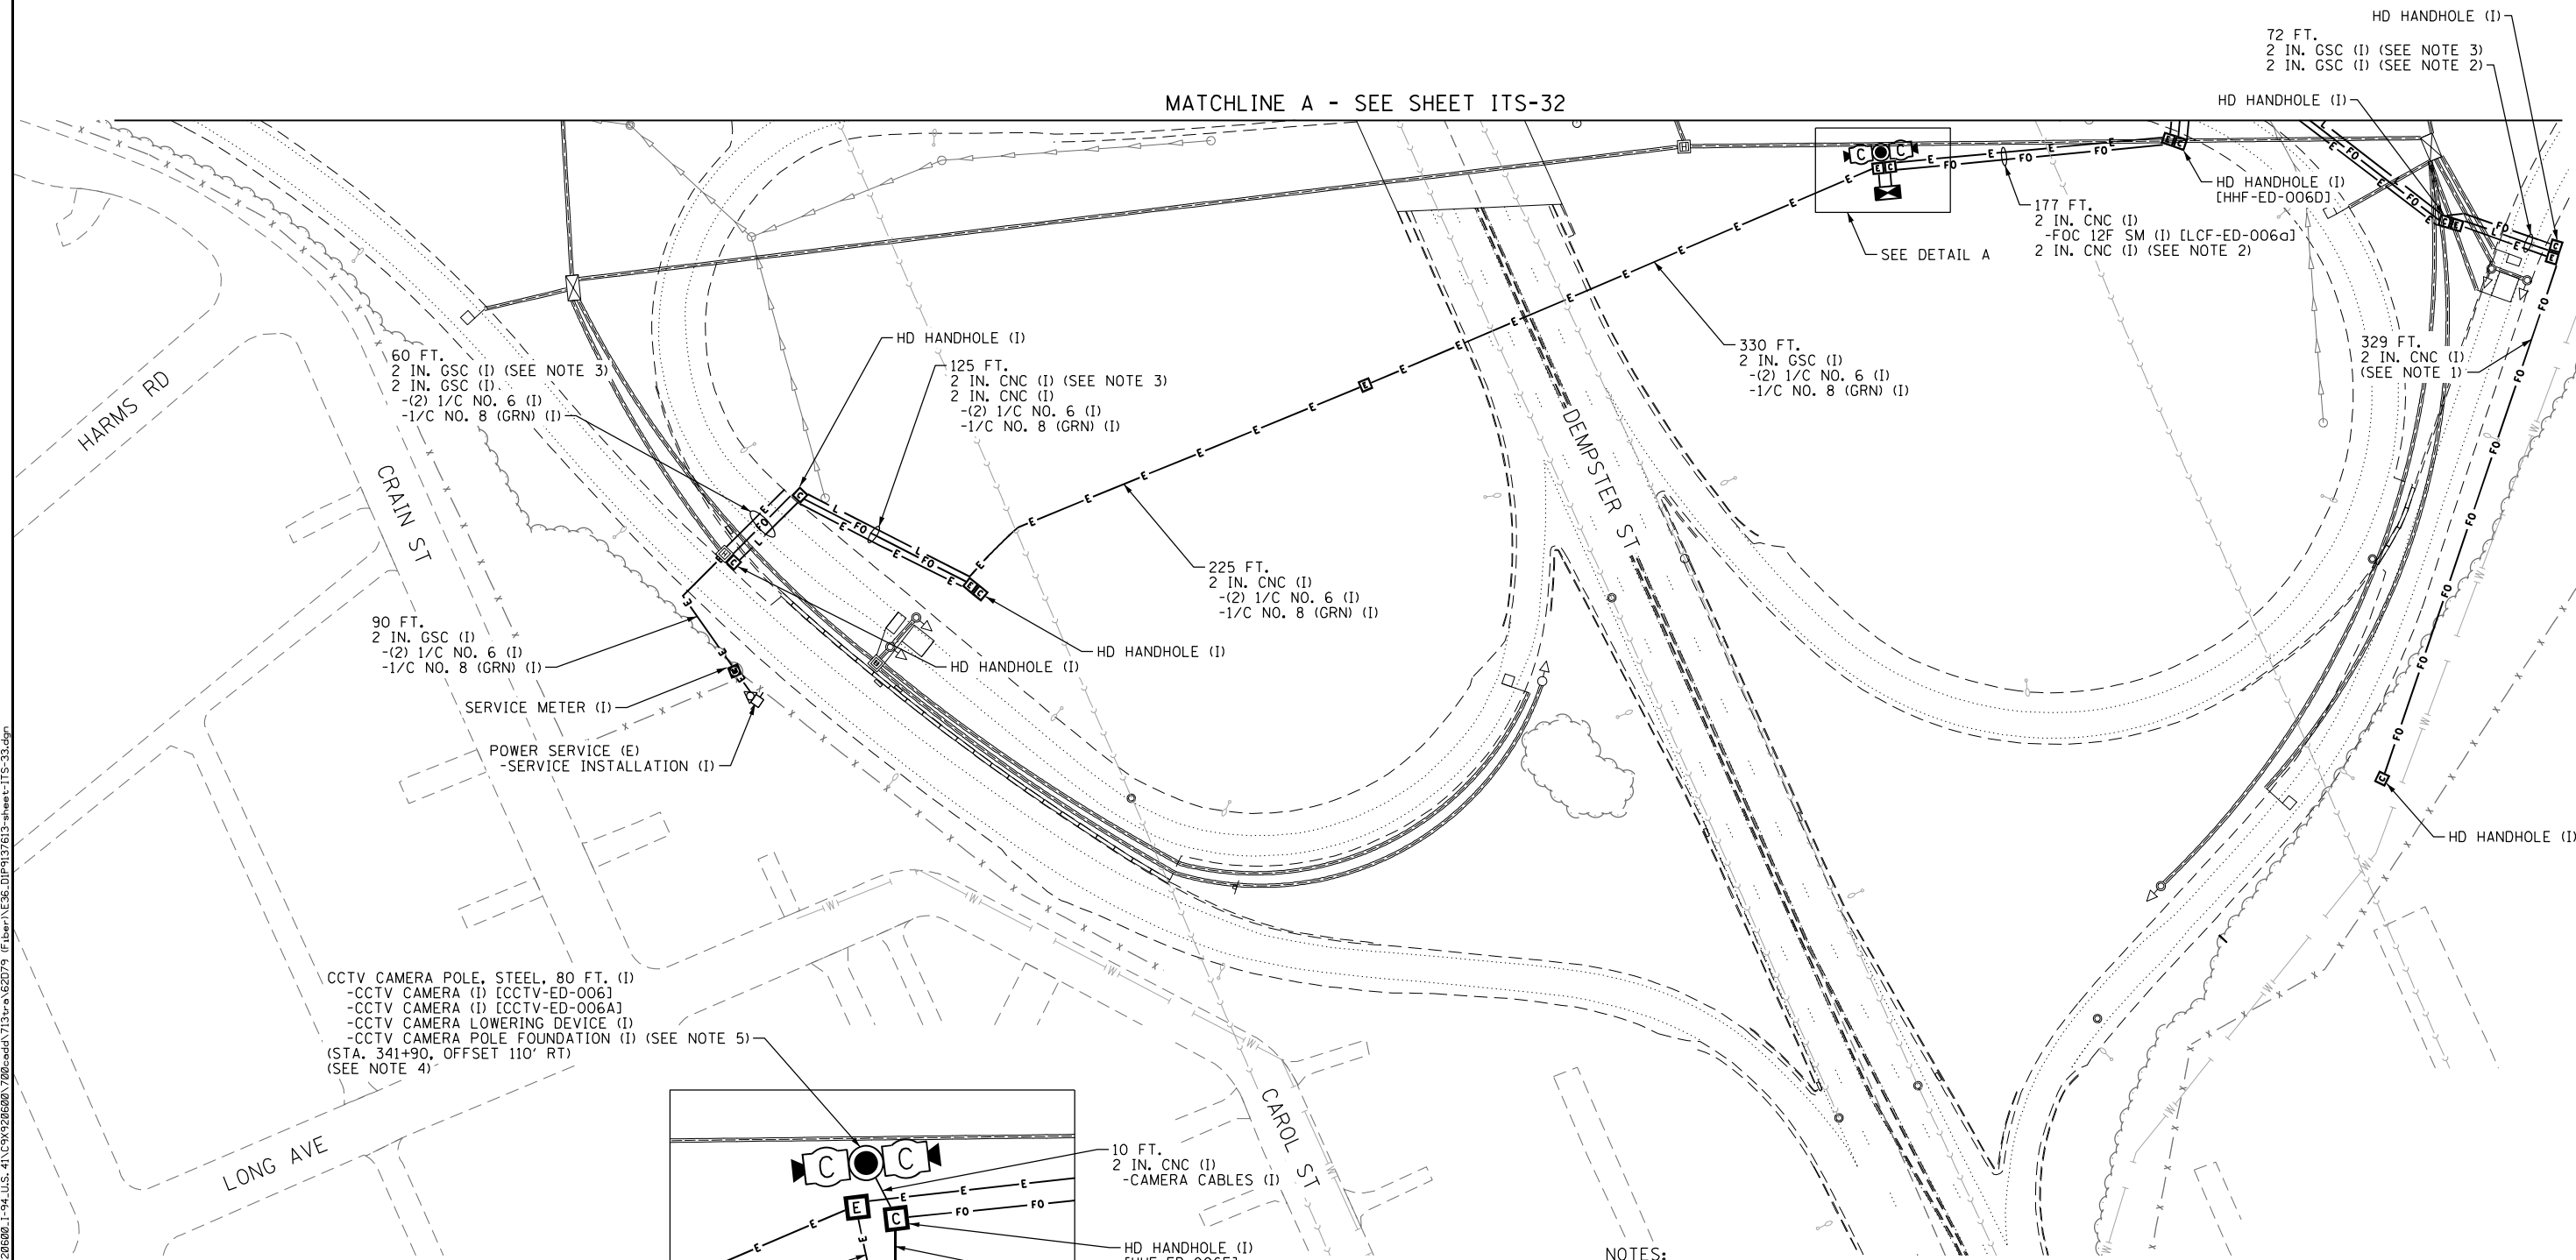 HD HANDHOLE (I)
72 FT.
2 IN. GSC (I) (SEE NOTE 3)
2 IN. GSC (I) (SEE NOTE 2)
HD HANDHOLE (I)
MATCHLINE A - SEE SHEET ITS-32
HD HANDHOLE (I)
[HHF-ED-006D]
177 FT.
2 IN. CNC (I)
-FOC 12F SM (I) [LCF-ED-006a]
2 IN. CNC (I) (SEE NOTE 2)
SEE DETAIL A
329 FT.
2 IN. CNC (I)
(SEE NOTE 1)
330 FT.
2 IN. GSC (I)
-(2) 1/C NO. 6 (I)
-1/C NO. 8 (GRN) (I)
HD HANDHOLE (I)
60 FT.
2 IN. GSC (I) (SEE NOTE 3)
2 IN. GSC (I)
-(2) 1/C NO. 6 (I)
-1/C NO. 8 (GRN) (I)
125 FT.
2 IN. CNC (I) (SEE NOTE 3)
2 IN. CNC (I)
-(2) 1/C NO. 6 (I)
-1/C NO. 8 (GRN) (I)
HARMS RD
CRAIN ST
DEMPSTER ST
225 FT.
2 IN. CNC (I)
-(2) 1/C NO. 6 (I)
-1/C NO. 8 (GRN) (I)
90 FT.
2 IN. GSC (I)
-(2) 1/C NO. 6 (I)
-1/C NO. 8 (GRN) (I)
HD HANDHOLE (I)
HD HANDHOLE (I)
SERVICE METER (I)
POWER SERVICE (E)
-SERVICE INSTALLATION (I)
HD HANDHOLE (I)
CCTV CAMERA POLE, STEEL, 80 FT. (I)
-CCTV CAMERA (I) [CCTV-ED-006]
-CCTV CAMERA (I) [CCTV-ED-006A]
-CCTV CAMERA LOWERING DEVICE (I)
-CCTV CAMERA POLE FOUNDATION (I) (SEE NOTE 5)
(STA. 341+90, OFFSET 110' RT)
(SEE NOTE 4)
LONG AVE
CAROL ST
10 FT.
2 IN. CNC (I)
-CAMERA CABLES (I)
C C
E E E
E C FO FO
E
HD HANDHOLE (I)
NOTES: